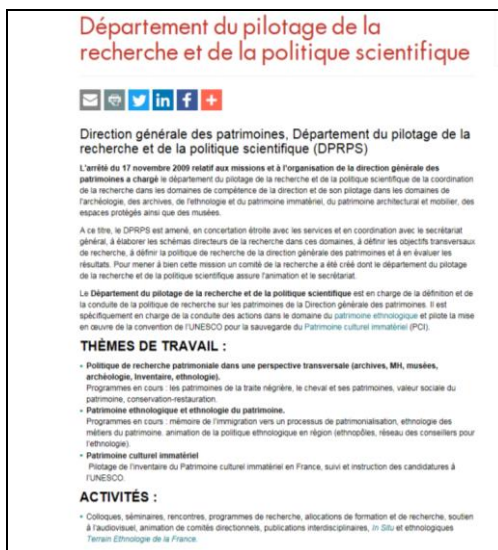 Département du pilotage de la
recherche et de la politique scientifique
Direction générale des patrimoines, Département du pilotage de la
recherche et de la politique scientifique (DPRPS)
L'arrêté du 17 novembre 2009 relatif aux missions et à l'organisation de la direction générale des
patrimoines a chargé le département du pilotage de la recherche et de la politique scientifique de la coordination
de la recherche dans les domaines de compétence de la direction et de son pilotage dans les domaines de
l'archéologie, des archives, de l'ethnologie et du patrimoine immatériel, du patrimoine architectural et mobilier, des
espaces protégés ainsi que des musées.
A ce titre, le DPRPS est amené, en concertation étroite avec les services et en coordination avec le secrétariat
général, à élaborer les schémas directeurs de la recherche dans ces domaines, à définir les objectifs transversaux
de recherche, à définir la politique de recherche de la direction générale des patrimoines et à en évaluer les
résultats. Pour mener à bien cette mission un comité de la recherche a été créé dont le département du pilotage
de la recherche et de la politique scientifique assure l'animation et le secrétariat.
Le Département du pilotage de la recherche et de la politique scientifique est en charge de la définition et de
la conduite de la politique de recherche sur les patrimoines de la Direction générale des patrimoines. Il est
spécifiquement en charge de la conduite des actions dans le domaine du patrimoine ethnologique et pilote la mise
en œuvre de la convention de l'UNESCO pour la sauvegarde du Patrimoine culturel immatériel (PCI).
THÈMES DE TRAVAIL :
• Politique de recherche patrimoniale dans une perspective transversale (archives, MH, musées,
archéologie, Inventaire, ethnologie).
Programmes en cours : les patrimoines de la traite négrière, le cheval et ses patrimoines, valeur sociale du
patrimoine, conservation-restauration.
• Patrimoine ethnologique et ethnologie du patrimoine.
Programmes en cours : mémoire de l'immigration vers un processus de patrimonialisation, ethnologie des
métiers du patrimoine. animation de la politique ethnologique en région (ethnopôles, réseau des conseillers pour
l'ethnologie).
• Patrimoine culturel immatériel
Pilotage de l'inventaire du Patrimoine culturel immatériel en France, suivi et instruction des candidatures à
l'UNESCO.
ACTIVITÉS :
• Colloques, séminaires, rencontres, programmes de recherche, allocations de formation et de recherche, soutien
à l'audiovisuel, animation de comités directionnels, publications interdisciplinaires, In Situ et ethnologiques
Terrain Ethnologie de la France.